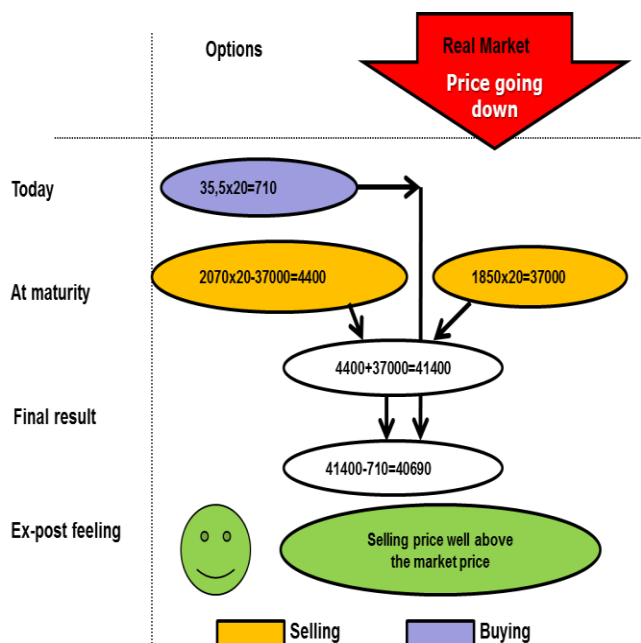 Options
Real Market
Price going
down
Today
35,5x20=710
At maturity
2070x20-37000=4400
1850x20=37000
4400+37000=41400
Final result
41400-710=40690
Ex-post feeling
Selling price well above
the market price
Selling
Buying